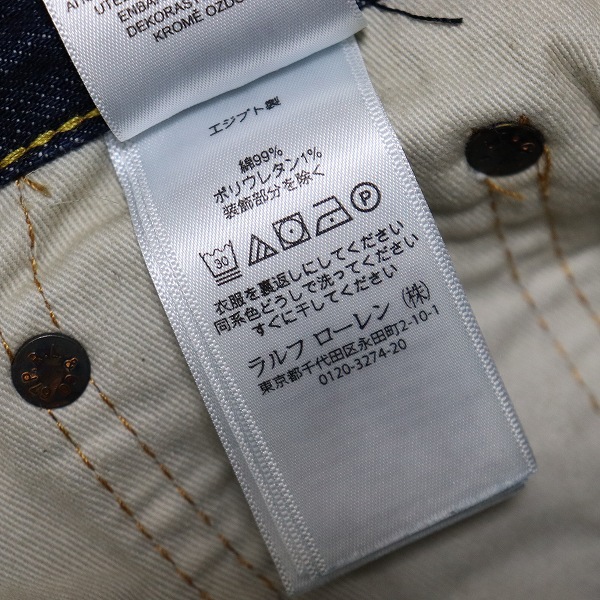 UTE
ENBA
DEKORAST
KROME OZDO
エジプト製
綿99%
ポリウレタン1%
装飾部分を除く
30
P
衣服を裏返しにしてください
同系色どうしで洗ってください
すぐに干してください
ラルフ ローレン (株)
東京都千代田区永田町2-10-1
0120-3274-20